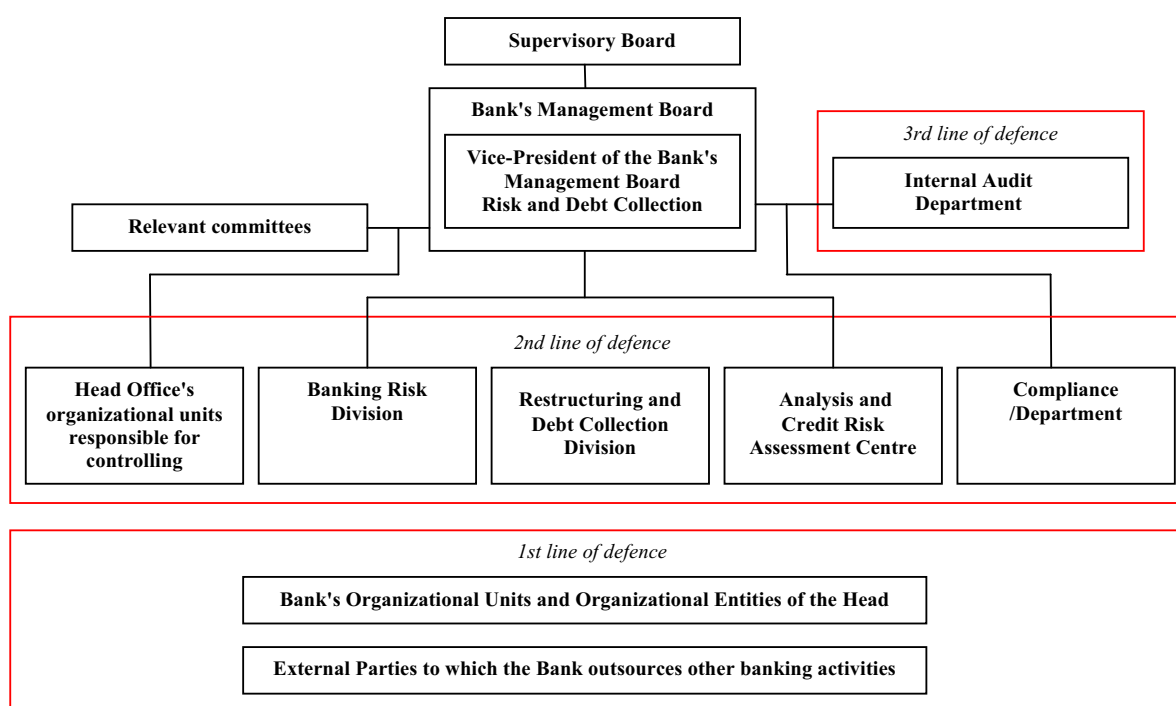 Supervisory Board
Bank's Management Board
Vice-President of the Bank's
Management Board
Risk and Debt Collection
3rd line of defence
Internal Audit
Department
Relevant committees
2nd line of defence
Head Office's
organizational units
responsible for
controlling
Banking Risk
Division
Restructuring and
Debt Collection
Division
Analysis and
Credit Risk
Assessment Centre
Compliance
/Department
1st line of defence
Bank's Organizational Units and Organizational Entities of the Head
External Parties to which the Bank outsources other banking activities